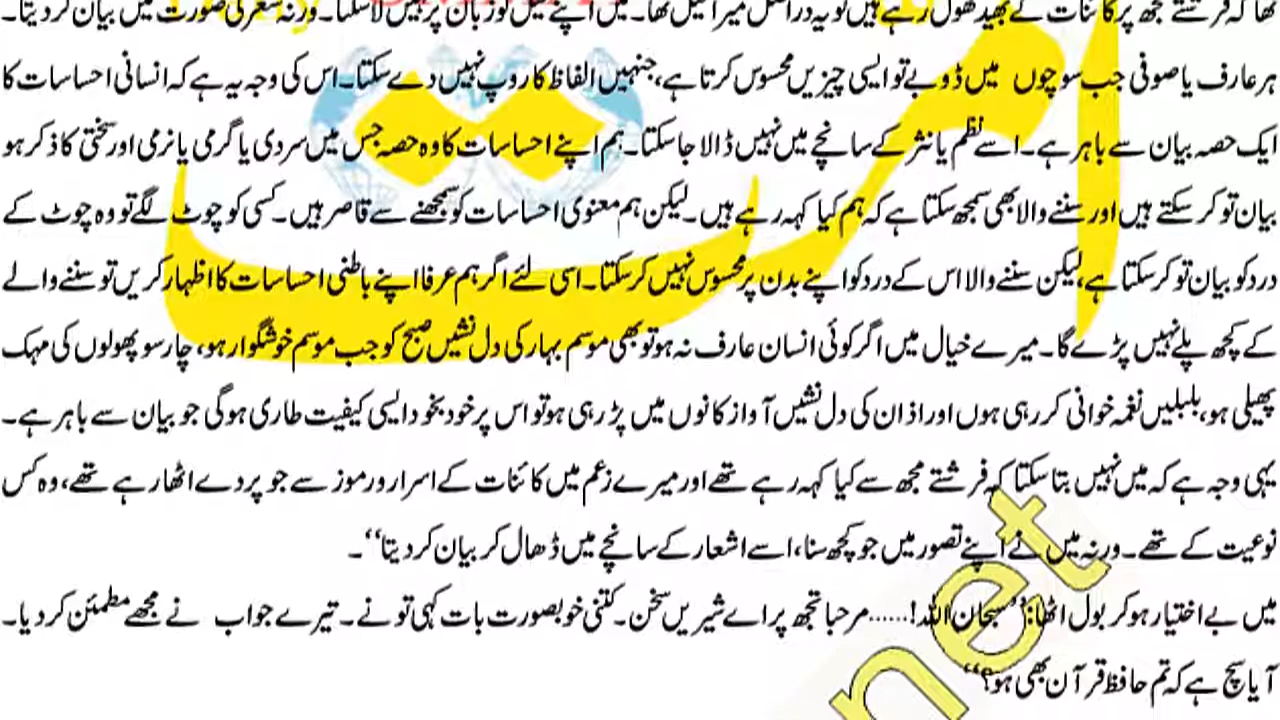 تھا کہ فرشتے مجھ پر کائنات کے بھید کھول رہے ہیں تو یہ دراصل میرا تخیل تھا۔ میں اپنے تخیل کو زبان پر نہیں لا سکتا۔ ورنہ شعر کی صورت میں بیان کر دیتا۔
ہر عارف یا صوفی جب سوچوں میں ڈوبے تو ایسی چیزیں محسوس کرتا ہے، جنہیں الفاظ کا روپ نہیں دے سکتا۔ اس کی وجہ یہ ہے کہ انسانی احساسات کا
ایک حصہ بیان سے باہر ہے۔ اسے نظم یا نثر کے سانچے میں نہیں ڈالا جا سکتا۔ ہم اپنے احساسات کا وہ حصہ جس میں سردی یا گرمی یا نرمی اور سختی کا ذکر ہو
بیان تو کر سکتے ہیں اور سننے والا بھی سمجھ سکتا ہے کہ ہم کیا کہہ رہے ہیں۔ لیکن ہم معنوی احساسات کو سمجھنے سے قاصر ہیں۔ کسی کو چوٹ لگے تو وہ چوٹ کے
درد کو بیان تو کر سکتا ہے، لیکن سننے والا اس کے درد کو اپنے بدن پر محسوس نہیں کر سکتا۔ اسی لئے اگر ہم عرفا اپنے باطنی احساسات کا اظہار کریں تو سننے والے
کے کچھ پلے نہیں پڑے گا۔ میرے خیال میں اگر کوئی انسان عارف نہ ہو تو بھی موسم بہار کی دل نشیں صبح کو جب موسم خوشگوار ہو، چار سو پھولوں کی مہک
پھیلی ہو، بلبلیں نغمہ خوانی کر رہی ہوں اور اذان کی دل نشیں آواز کانوں میں پڑ رہی ہو تو اس پر خود بخود ایسی کیفیت طاری ہوگی جو بیان سے باہر ہے۔
یہی وجہ ہے کہ میں نہیں بتا سکتا کہ فرشتے مجھ سے کیا کہہ رہے تھے اور میرے زعم میں کائنات کے اسرار و رموز سے جو پردے اٹھا رہے تھے، وہ کس
نوعیت کے تھے۔ ورنہ میں نے اپنے تصور میں جو کچھ سنا، اسے اشعار کے سانچے میں ڈھال کر بیان کر دیتا‘‘۔
میں بے اختیار ہو کر بول اٹھا: ’’سبحان اللہ!......مرحبا تجھ پر اے شیریں سخن۔ کتنی خوبصورت بات کہی تو نے۔ تیرے جواب نے مجھے مطمئن کر دیا۔
آیا سچ ہے کہ تم حافظ قرآن بھی ہو؟‘‘
net